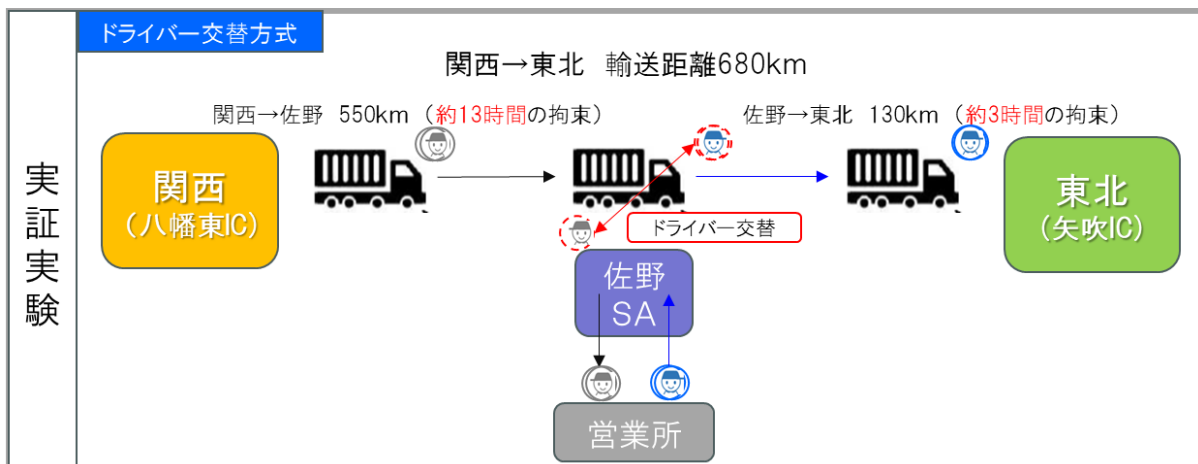 ドライバー交替方式
関西→東北 輸送距離680km
関西→佐野 550km（約13時間の拘束）
佐野→東北 130km（約3時間の拘束）
実証実験
関西
（八幡東IC）
東北
（矢吹IC）
ドライバー交替
佐野
SA
営業所